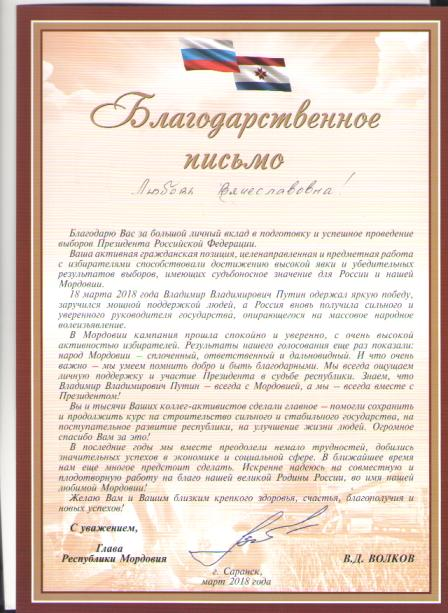 Благодарственное
письмо
Любовь Вячеславовна!
Благодарю Вас за большой личный вклад в подготовку и успешное проведение
выборов Президента Российской Федерации.
Ваша активная гражданская позиция, целенаправленная и предметная работа
с избирателями способствовали достижению высокой явки и убедительных
результатов выборов, имеющих судьбоносное значение для России и нашей
Мордовии.
18 марта 2018 года Владимир Владимирович Путин одержал яркую победу,
заручился мощной поддержкой людей, а Россия вновь получила сильного и
уверенного руководителя государства, опирающегося на массовое народное
волеизъявление.
В Мордовии кампания прошла спокойно и уверенно, с очень высокой
активностью избирателей. Результаты нашего голосования еще раз показали:
народ Мордовии – сплоченный, ответственный и дальновидный. И что очень
важно – мы умеем помнить добро и быть благодарными. Мы всегда ощущаем
личную поддержку и участие Президента в судьбе республики. Знаем, что
Владимир Владимирович Путин – всегда с Мордовией, а мы – всегда вместе с
Президентом!
Вы и тысячи Ваших коллег-активистов сделали главное – помогли сохранить
и продолжить курс на строительство сильного и стабильного государства, на
поступательное развитие республики, на улучшение жизни людей. Огромное
спасибо Вам за это!
В последние годы мы вместе преодолели немало трудностей, добились
значительных успехов в экономике и социальной сфере. В ближайшее время
нам еще многое предстоит сделать. Искренне надеюсь на совместную и
плодотворную работу на благо нашей великой Родины России, во имя нашей
любимой Мордовии!
Желаю Вам и Вашим близким крепкого здоровья, счастья, благополучия и
новых успехов!
С уважением,
Глава
Республики Мордовия
В.Д. ВОЛКОВ
г. Саранск,
март 2018 года